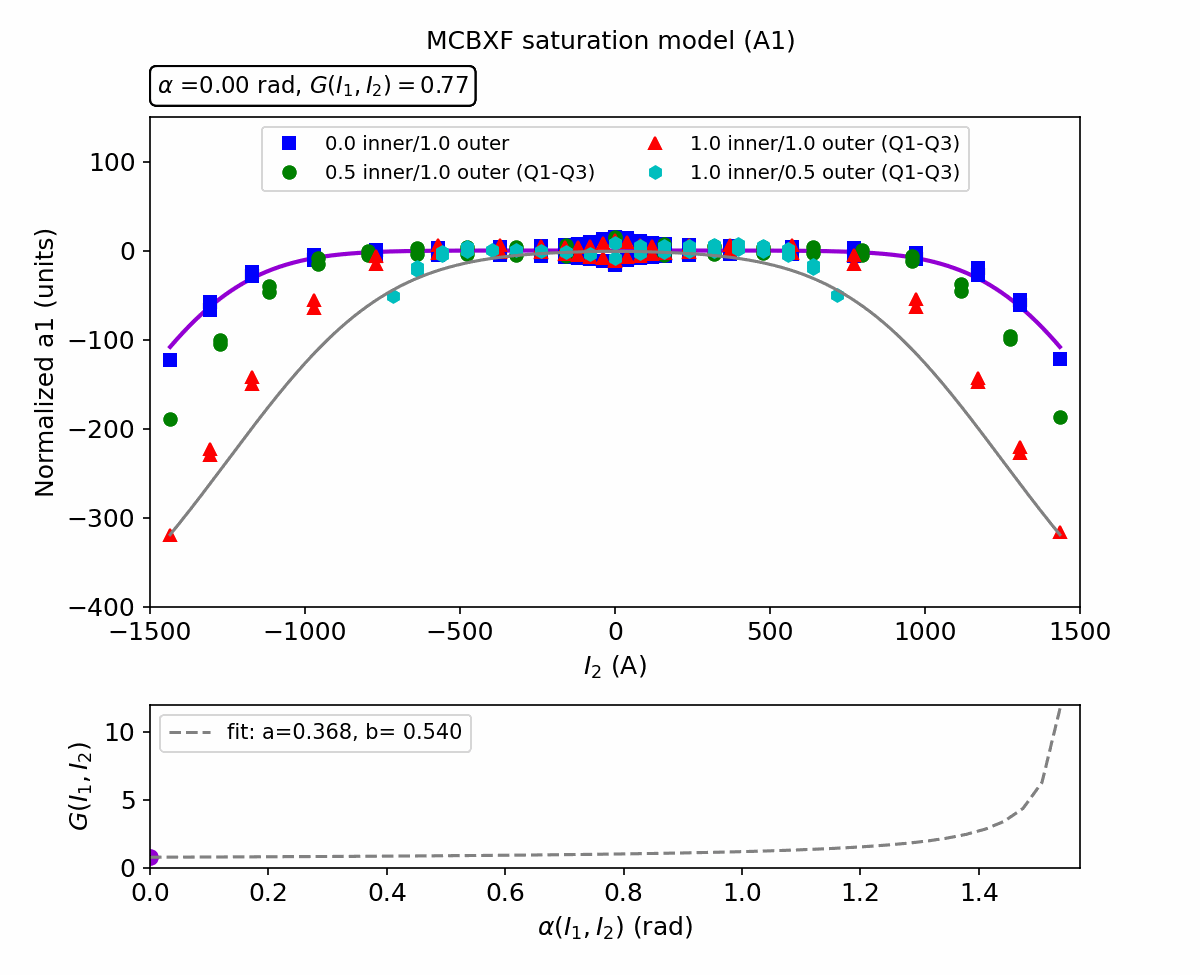 MCBXF saturation model (A1)
α =0.00 rad, G(I₁, I₂) = 0.77
0.0 inner/1.0 outer
0.5 inner/1.0 outer (Q1-Q3)
1.0 inner/1.0 outer (Q1-Q3)
1.0 inner/0.5 outer (Q1-Q3)
Normalized a1 (units)
100
0
−100
−200
−300
−400
−1500 −1000 −500 0 500 1000 1500
I₂ (A)
fit: a=0.368, b= 0.540
G(I₁, I₂)
10
5
0
0.0 0.2 0.4 0.6 0.8 1.0 1.2 1.4
α(I₁, I₂) (rad)